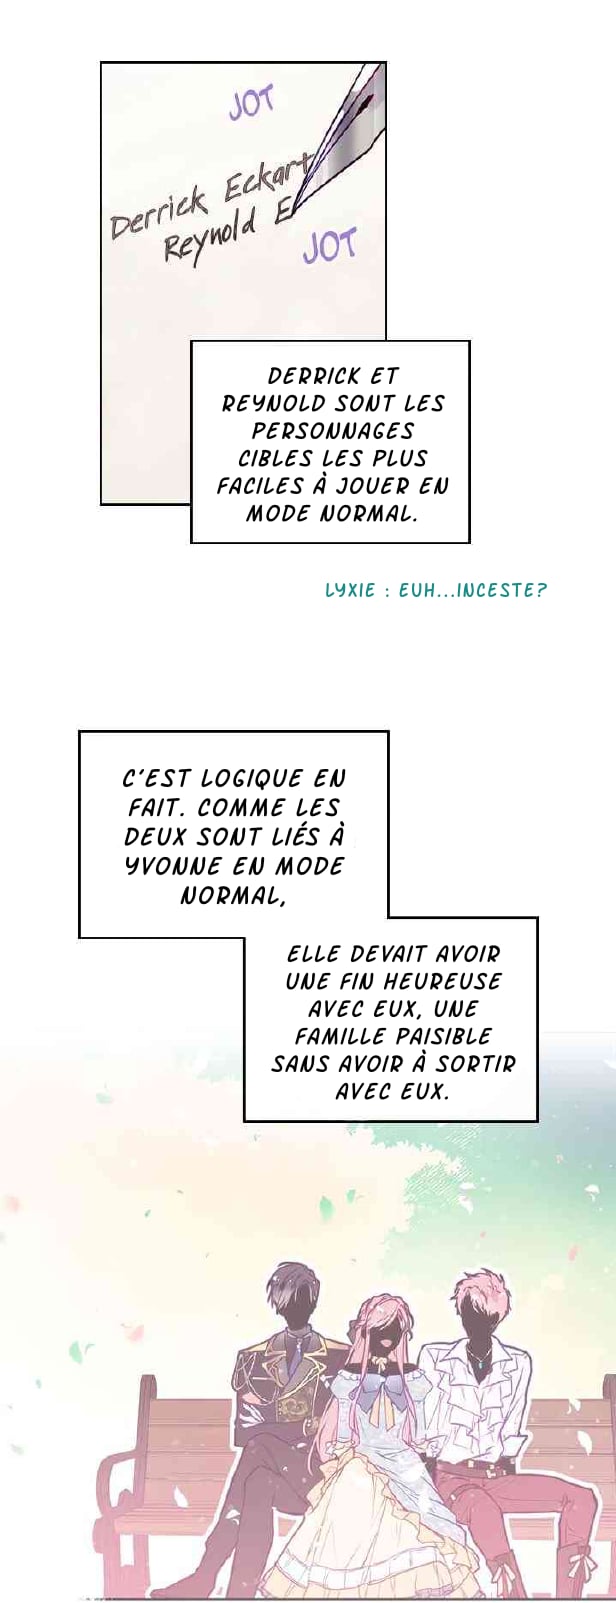 JOT
Derrick Eckart
Reynold E
JOT
DERRICK ET
REYNOLD SONT LES
PERSONNAGES
CIBLES LES PLUS
FACILES À JOUER EN
MODE NORMAL.
LYXIE : EUH...INCESTE?
C'EST LOGIQUE EN
FAIT. COMME LES
DEUX SONT LIÉS À
YVONNE EN MODE
NORMAL,
ELLE DEVAIT AVOIR
UNE FIN HEUREUSE
AVEC EUX, UNE
FAMILLE PAISIBLE
SANS AVOIR À SORTIR
AVEC EUX.